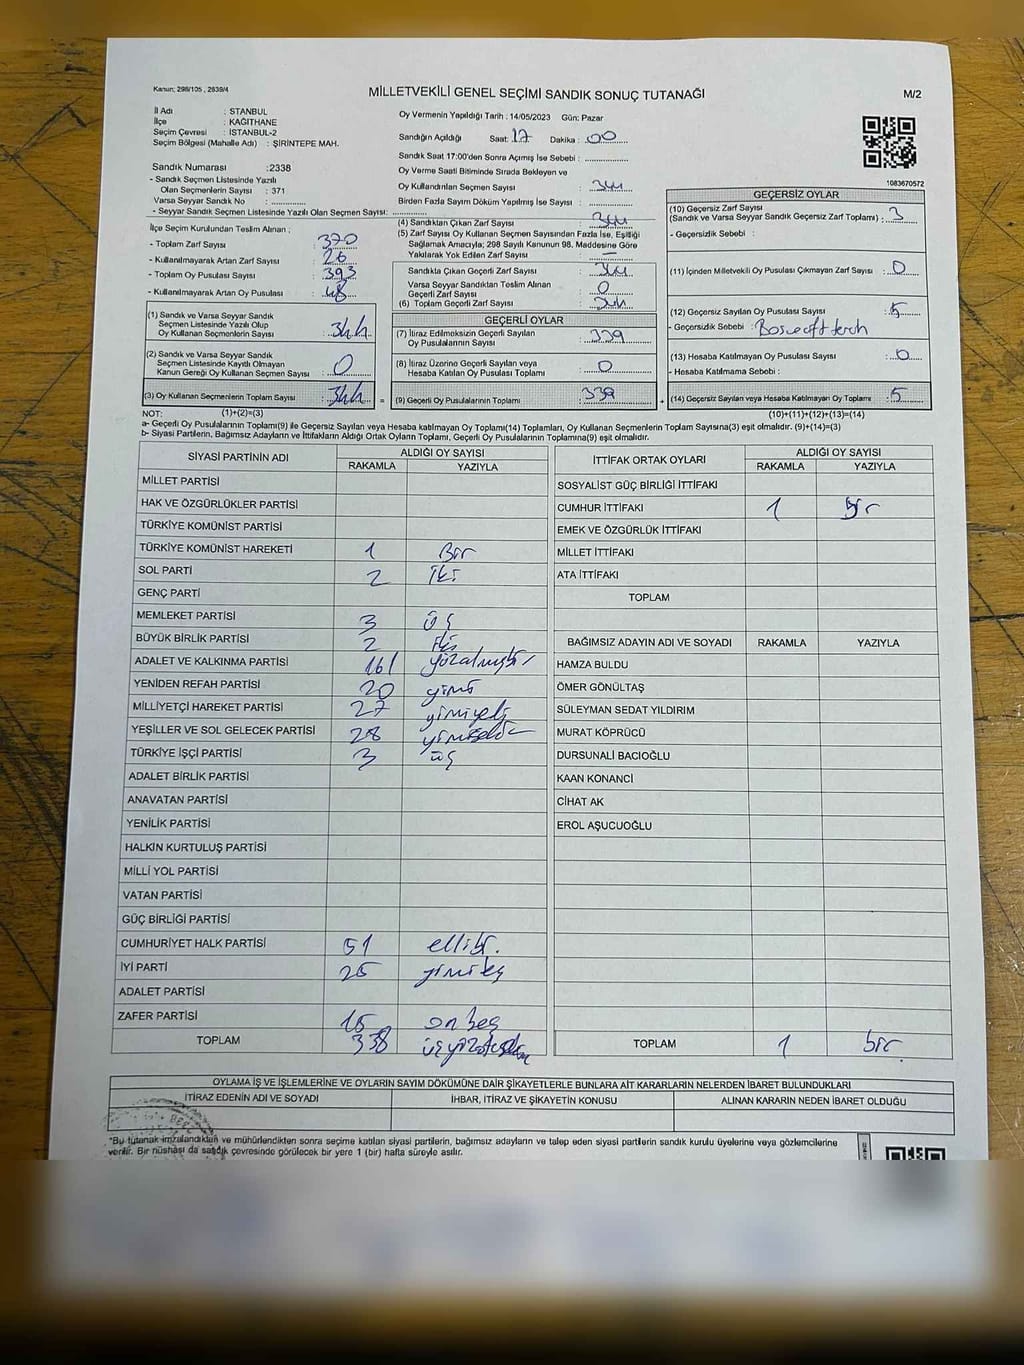 Kanun: 298/105 , 2839/4
MİLLETVEKİLİ GENEL SEÇİMİ SANDIK SONUÇ TUTANAĞI
M/2
İl Adı : STANBUL
İlçe : KAĞITHANE
Seçim Çevresi : İSTANBUL-2
Seçim Bölgesi (Mahalle Adı) : ŞİRİNTEPE MAH.
Sandık Numarası :2338
- Sandık Seçmen Listesinde Yazılı
Olan Seçmenlerin Sayısı : 371
Varsa Seyyar Sandık No :
- Seyyar Sandık Seçmen Listesinde Yazılı Olan Seçmen Sayısı:
İlçe Seçim Kurulundan Teslim Alınan ;
- Toplam Zarf Sayısı : 370
- Kullanılmayarak Artan Zarf Sayısı : 26
- Toplam Oy Pusulası Sayısı : 393
- Kullanılmayarak Artan Oy Pusulası : 48
(1) Sandık ve Varsa Seyyar Sandık
Seçmen Listesinde Yazılı Olup
Oy Kullanan Seçmenlerin Sayısı : 344
(2) Sandık ve Varsa Seyyar Sandık
Seçmen Listesinde Kayıtlı Olmayan
Kanun Gereği Oy Kullanan Seçmen Sayısı : 0
(3) Oy Kullanan Seçmenlerin Toplam Sayısı : 344 =
Oy Vermenin Yapıldığı Tarih : 14/05/2023 Gün: Pazar
Sandığın Açıldığı Saat: 17 Dakika : 00
Sandık Saat 17:00'den Sonra Açımış İse Sebebi :
Oy Verme Saati Bitiminde Sırada Bekleyen ve
Oy Kullandırılan Seçmen Sayısı : 344
Birden Fazla Sayım Döküm Yapılmış İse Sayısı :
(4) Sandıktan Çıkan Zarf Sayısı : 344
(5) Zarf Sayısı Oy Kullanan Seçmen Sayısından Fazla İse, Eşitliği
Sağlamak Amacıyla; 298 Sayılı Kanunun 98. Maddesine Göre
Yakılarak Yok Edilen Zarf Sayısı : —
Sandıkta Çıkan Geçerli Zarf Sayısı :
Varsa Seyyar Sandıktan Teslim Alınan
Geçerli Zarf Sayısı : 0
(6) Toplam Geçerli Zarf Sayısı :
GEÇERLİ OYLAR
(7) İtiraz Edilmeksizin Geçerli Sayılan
Oy Pusulalarının Sayısı : 339
(8) İtiraz Üzerine Geçerli Sayılan veya
Hesaba Katılan Oy Pusulası Toplamı : 0
(9) Geçerli Oy Pusulalarının Toplamı : 339 +
1083670572
GEÇERSİZ OYLAR
(10) Geçersiz Zarf Sayısı
(Sandık ve Varsa Seyyar Sandık Geçersiz Zarf Toplamı) : 3
- Geçersizlik Sebebi :
(11) İçinden Milletvekili Oy Pusulası Çıkmayan Zarf Sayısı : 0
(12) Geçersiz Sayılan Oy Pusulası Sayısı : 5
- Geçersizlik Sebebi :
(13) Hesaba Katılmayan Oy Pusulası Sayısı : 0
- Hesaba Katılmama Sebebi :
(14) Geçersiz Sayılan veya Hesaba Katılmayan Oy Toplamı : 5
NOT: (1)+(2)=(3) (10)+(11)+(12)+(13)=(14)
a- Geçerli Oy Pusulalarının Toplamı(9) ile Geçersiz Sayılan veya Hesaba katılmayan Oy Toplamı(14) Toplamları, Oy Kullanan Seçmenlerin Toplam Sayısına(3) eşit olmalıdır. (9)+(14)=(3)
b- Siyasi Partilerin, Bağımsız Adayların ve İttifakların Aldığı Ortak Oyların Toplamı, Geçerli Oy Pusulalarının Toplamına(9) eşit olmalıdır.
SİYASİ PARTİNİN ADI ALDIĞI OY SAYISI
RAKAMLA YAZIYLA
MİLLET PARTİSİ
HAK VE ÖZGÜRLÜKLER PARTİSİ
TÜRKİYE KOMÜNİST PARTİSİ
TÜRKİYE KOMÜNİST HAREKETİ 1 Bir
SOL PARTİ 2 iki
GENÇ PARTİ
MEMLEKET PARTİSİ 3 üç
BÜYÜK BİRLİK PARTİSİ 2 iki
ADALET VE KALKINMA PARTİSİ 161 yüzaltmışbir
YENİDEN REFAH PARTİSİ 20 yirmi
MİLLİYETÇİ HAREKET PARTİSİ 27 yirmiyedi
YEŞİLLER VE SOL GELECEK PARTİSİ 28 yirmisekiz
TÜRKİYE İŞÇİ PARTİSİ 3 üç
ADALET BİRLİK PARTİSİ
ANAVATAN PARTİSİ
YENİLİK PARTİSİ
HALKIN KURTULUŞ PARTİSİ
MİLLİ YOL PARTİSİ
VATAN PARTİSİ
GÜÇ BİRLİĞİ PARTİSİ
CUMHURİYET HALK PARTİSİ 51 ellibir.
İYİ PARTİ 25 yirmibeş
ADALET PARTİSİ
ZAFER PARTİSİ 15 on beş
TOPLAM 338 üçyüzotuzsekiz
İTTİFAK ORTAK OYLARI ALDIĞI OY SAYISI
RAKAMLA YAZIYLA
SOSYALİST GÜÇ BİRLİĞİ İTTİFAKI
CUMHUR İTTİFAKI 1 bir
EMEK VE ÖZGÜRLÜK İTTİFAKI
MİLLET İTTİFAKI
ATA İTTİFAKI
TOPLAM
BAĞIMSIZ ADAYIN ADI VE SOYADI RAKAMLA YAZIYLA
HAMZA BULDU
ÖMER GÖNÜLTAŞ
SÜLEYMAN SEDAT YILDIRIM
MURAT KÖPRÜCÜ
DURSUNALİ BACIOĞLU
KAAN KONANCİ
CİHAT AK
EROL AŞUCUOĞLU
TOPLAM 1 bir.
OYLAMA İŞ VE İŞLEMLERİNE VE OYLARIN SAYIM DÖKÜMÜNE DAİR ŞİKAYETLERLE BUNLARA AİT KARARLARIN NELERDEN İBARET BULUNDUKLARI
İTİRAZ EDENİN ADI VE SOYADI İHBAR, İTİRAZ VE ŞİKAYETİN KONUSU ALINAN KARARIN NEDEN İBARET OLDUĞU
"Bu tutanak imzalandıktan ve mühürlendikten sonra seçime katılan siyasi partilerin, bağımsız adayların ve talep eden siyasi partilerin sandık kurulu üyelerine veya gözlemcilerine
verilir. Bir nüshası da sandık çevresinde görülecek bir yere 1 (bir) hafta süreyle asılır.